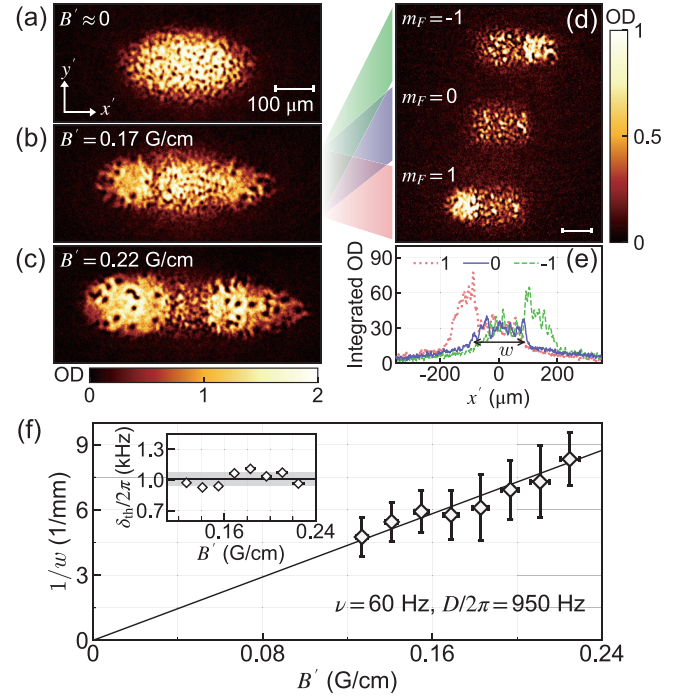 (a)
B′ ≈ 0
y′
x′
100 μm
(b)
B′ = 0.17 G/cm
(c)
B′ = 0.22 G/cm
OD
0
1
2
m_F = -1
(d)
m_F = 0
m_F = 1
OD
1
0.5
0
Integrated OD
90
60
30
0
1
0
-1
(e)
w
-200
0
200
x′ (μm)
(f)
1/w (1/mm)
9
6
3
0
δ_th/2π (kHz)
1.3
1.0
0.7
0.16
0.24
B′ (G/cm)
ν = 60 Hz, D/2π = 950 Hz
0
0.08
0.16
0.24
B′ (G/cm)